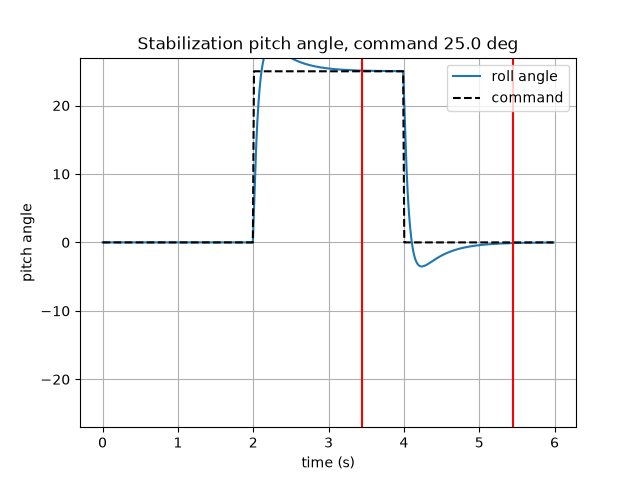 Stabilization pitch angle, command 25.0 deg
roll angle
command
pitch angle
20
10
0
−10
−20
0 1 2 3 4 5 6
time (s)